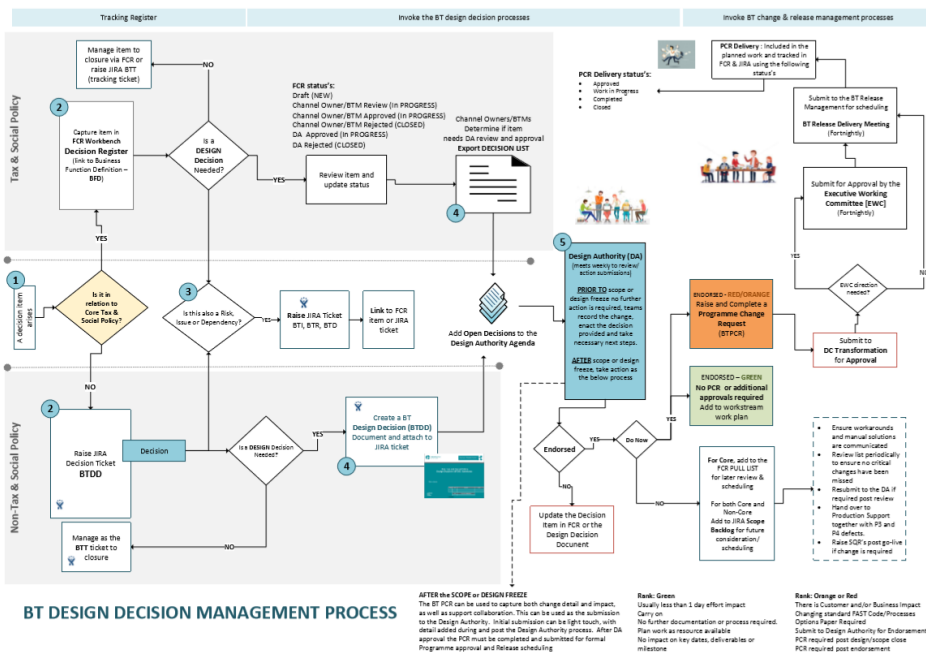 Tracking Register
Invoke the BT design decision processes
Invoke BT change & release management processes
Tax & Social Policy
Manage item to
closure via FCR or
raise JIRA BTT
(tracking ticket)
NO
2
Capture item in
FCR Workbench
Decision Register
(link to Business
Function Definition –
BFD)
YES
Is a
DESIGN
Decision
Needed?
YES
FCR status's:
Draft (NEW)
Channel Owner/BTM Review (IN PROGRESS)
Channel Owner/BTM Approved (IN PROGRESS)
Channel Owner/BTM Rejected (CLOSED)
DA Approved (IN PROGRESS)
DA Rejected (CLOSED)
Review item and
update status
Channel Owners/BTMs
Determine if item
needs DA review and approval
Export DECISION LIST
4
PCR Delivery status's:
Approved
Work in Progress
Completed
Closed
PCR Delivery : Included in the
planned work and tracked in
FCR & JIRA using the following
status's
Submit to the BT Release
Management for scheduling
BT Release Delivery Meeting
(Fortnightly)
Submit for Approval by the
Executive Working
Committee [EWC]
(Fortnightly)
YES
NO
EWC direction
needed?
1
A decision item
arises
Is it in
relation to
Core Tax &
Social Policy?
NO
3
Is this also a Risk,
Issue or Dependency?
YES
Raise JIRA Ticket
BTI, BTR, BTD
Link to FCR
item or JIRA
ticket
Add Open Decisions to the
Design Authority Agenda
5
Design Authority (DA)
(meets weekly to review/
action submissions)
PRIOR TO scope or
design freeze no further
action is required, teams
record the change,
enact the decision
provided and take
necessary next steps.
AFTER scope or design
freeze, take action as
the below process
ENDORSED - RED/ORANGE
Raise and Complete a
Programme Change
Request
(BTPCR)
Submit to
DC Transformation
for Approval
ENDORSED – GREEN
No PCR or additional
approvals required
Add to workstream
work plan
Non-Tax & Social Policy
2
Raise JIRA
Decision Ticket
BTDD
Decision
Manage as the
BTT ticket to
closure
NO
Is DESIGN Decision
Needed?
YES
Create a BT
Design Decision (BTDD)
Document and attach to
JIRA ticket
4
Endorsed
YES
Do Now
YES
NO
NO
Update the Decision
Item in FCR or the
Design Decision
Document
For Core, add to the
FCR PULL LIST
for later review &
scheduling
For both Core and
Non-Core
Add to JIRA Scope
Backlog for future
consideration/
scheduling
Ensure workarounds
and manual solutions
are communicated
Review list periodically
to ensure no critical
changes have been
missed
Resubmit to the DA if
required post review
Hand over to
Production Support
together with P3 and
P4 defects.
Raise SQR's post go-live
if change is required
BT DESIGN DECISION MANAGEMENT PROCESS
AFTER the SCOPE or DESIGN FREEZE
The BT PCR can be used to capture both change detail and impact,
as well as support collaboration. This can be used as the submission
to the Design Authority. Initial submission can be light touch, with
detail added during and post the Design Authority process. After DA
approval the PCR must be completed and submitted for formal
Programme approval and Release scheduling
Rank: Green
Usually less than 1 day effort impact
Carry on
No further documentation or process required.
Plan work as resource available
No impact on key dates, deliverables or
milestone
Rank: Orange or Red
There is Customer and/or Business Impact
Changing standard FAST Code/Processes
Options Paper Required
Submit to Design Authority for Endorsement
PCR required post design/scope close
PCR required post endorsement